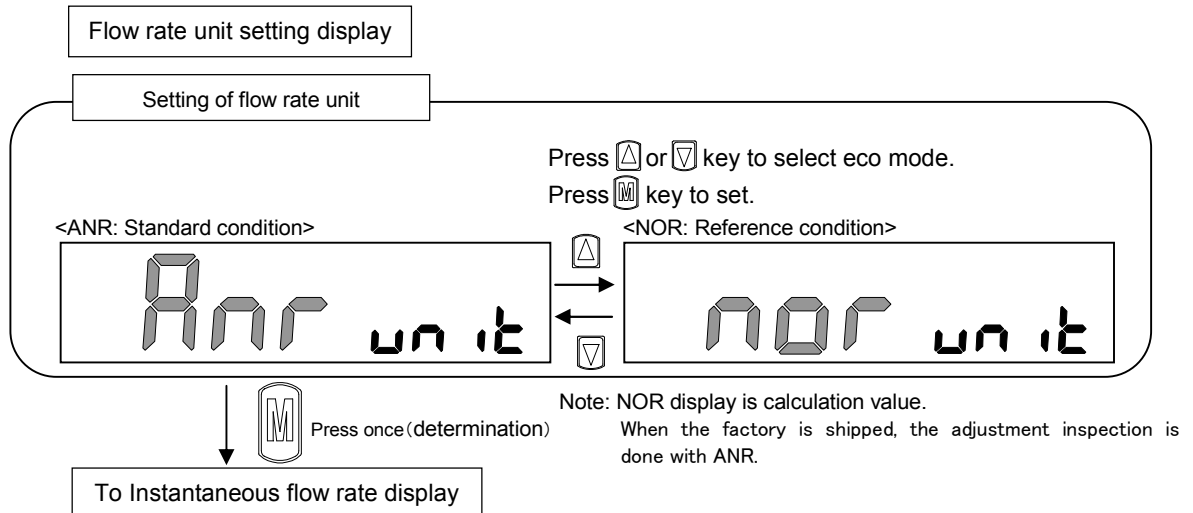 Flow rate unit setting display
Setting of flow rate unit
Press △ or ▽ key to select eco mode.
Press M key to set.
<ANR: Standard condition>
<NOR: Reference condition>
Anr unit
nor unit
Note: NOR display is calculation value.
When the factory is shipped, the adjustment inspection is
done with ANR.
M Press once(determination)
To Instantaneous flow rate display